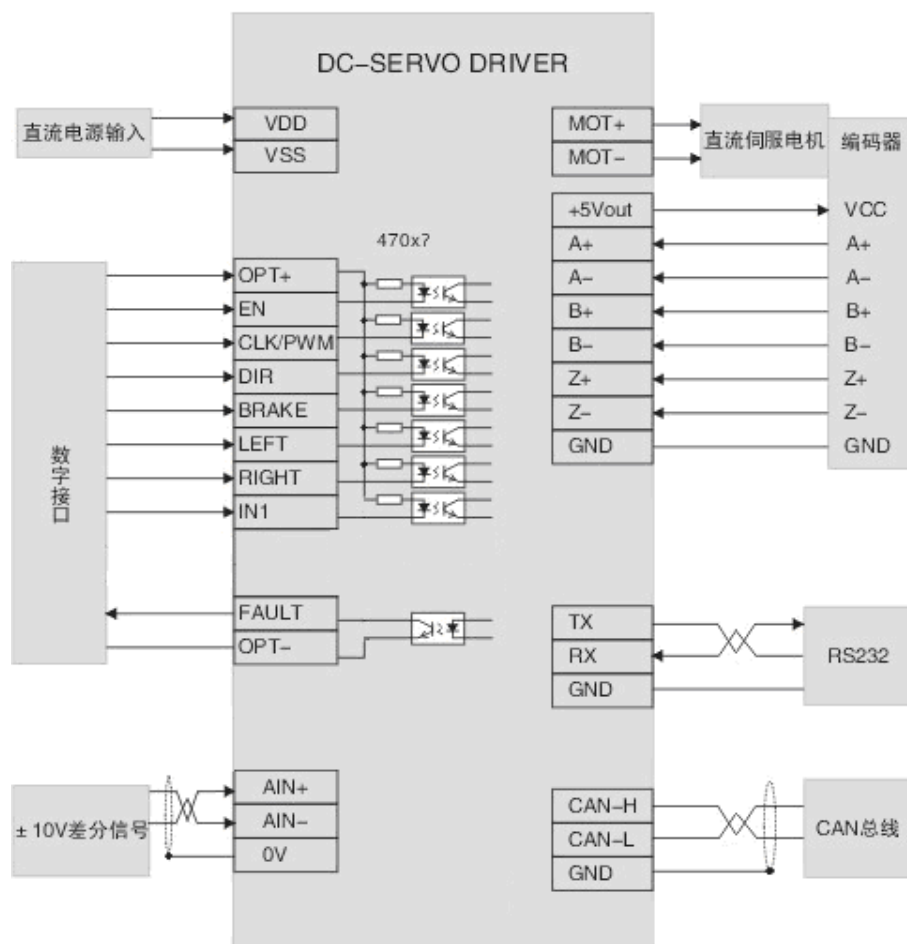 DC-SERVO DRIVER
直流电源输入
VDD
VSS
MOT+
MOT-
直流伺服电机
编码器
+5Vout
A+
A-
B+
B-
Z+
Z-
GND
VCC
A+
A-
B+
B-
Z+
Z-
GND
470x?
数字接口
OPT+
EN
CLK/PWM
DIR
BRAKE
LEFT
RIGHT
IN1
FAULT
OPT-
TX
RX
GND
RS232
± 10V差分信号
AIN+
AIN-
0V
CAN-H
CAN-L
GND
CAN总线